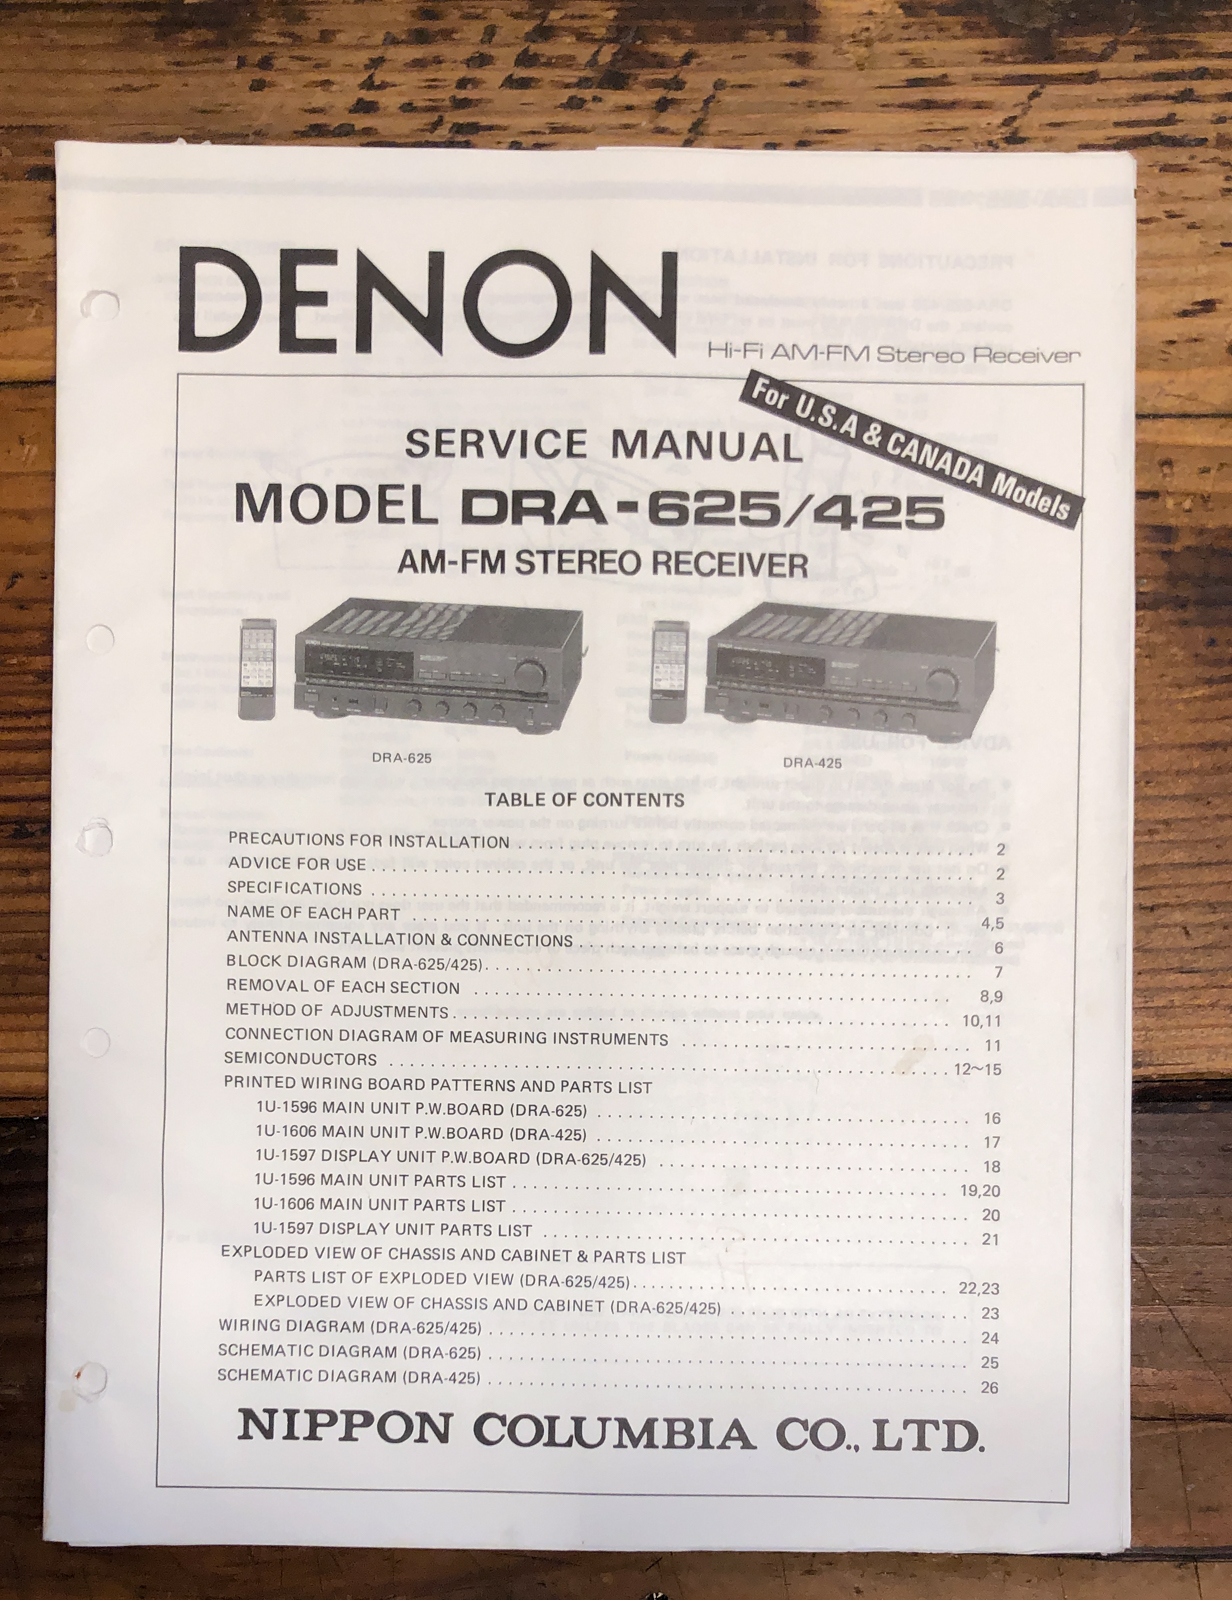 DENON
Hi-Fi AM-FM Stereo Receiver
For U.S.A & CANADA Models
SERVICE MANUAL
MODEL DRA-625/425
AM-FM STEREO RECEIVER
DENON
DRA-625
DRA-425
TABLE OF CONTENTS
PRECAUTIONS FOR INSTALLATION 2
ADVICE FOR USE 2
SPECIFICATIONS 3
NAME OF EACH PART 4,5
ANTENNA INSTALLATION & CONNECTIONS 6
BLOCK DIAGRAM (DRA-625/425) 7
REMOVAL OF EACH SECTION 8,9
METHOD OF ADJUSTMENTS 10,11
CONNECTION DIAGRAM OF MEASURING INSTRUMENTS 11
SEMICONDUCTORS 12~15
PRINTED WIRING BOARD PATTERNS AND PARTS LIST
1U-1596 MAIN UNIT P.W.BOARD (DRA-625) 16
1U-1606 MAIN UNIT P.W.BOARD (DRA-425) 17
1U-1597 DISPLAY UNIT P.W.BOARD (DRA-625/425) 18
1U-1596 MAIN UNIT PARTS LIST 19,20
1U-1606 MAIN UNIT PARTS LIST 20
1U-1597 DISPLAY UNIT PARTS LIST 21
EXPLODED VIEW OF CHASSIS AND CABINET & PARTS LIST
PARTS LIST OF EXPLODED VIEW (DRA-625/425) 22,23
EXPLODED VIEW OF CHASSIS AND CABINET (DRA-625/425) 23
WIRING DIAGRAM (DRA-625/425) 24
SCHEMATIC DIAGRAM (DRA-625) 25
SCHEMATIC DIAGRAM (DRA-425) 26
NIPPON COLUMBIA CO., LTD.